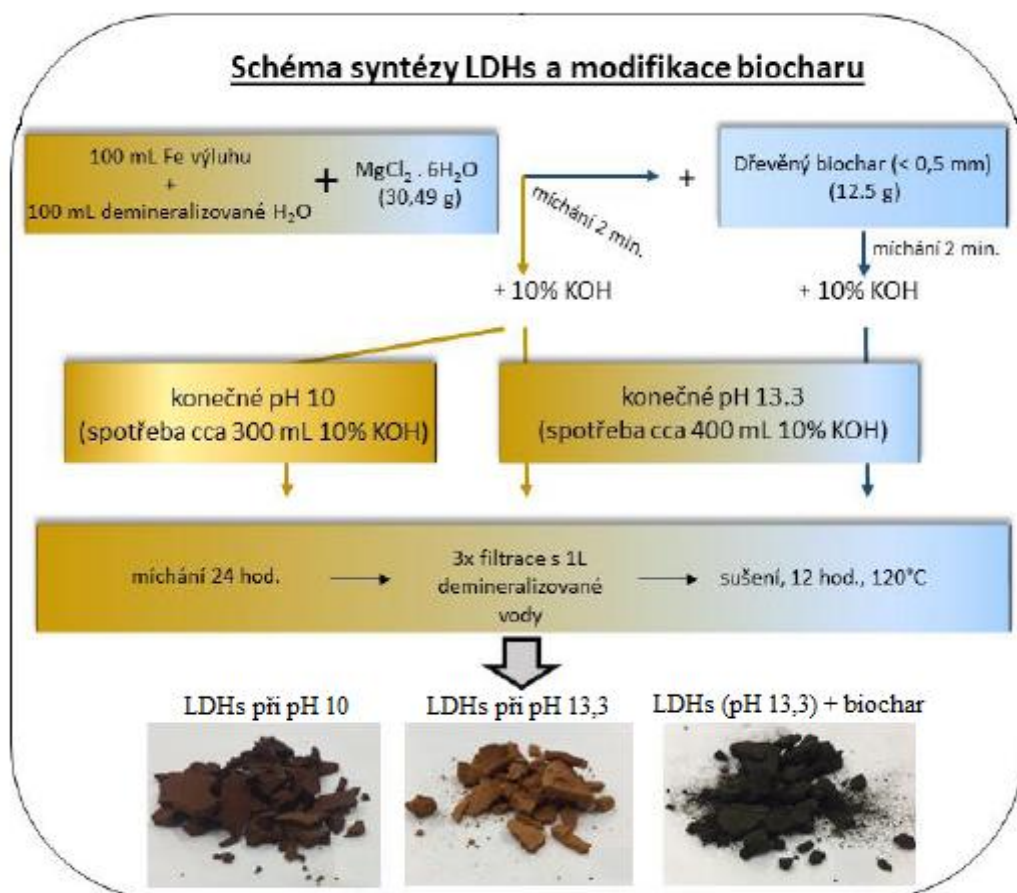 Schéma syntézy LDHs a modifikace biocharu
100 mL Fe výluhu
+
100 mL demineralizované H₂O
+
MgCl₂ . 6H₂O
(30,49 g)
míchání 2 min.
+
Dřevěný biochar (< 0,5 mm)
(12.5 g)
míchání 2 min.
+ 10% KOH
+ 10% KOH
konečné pH 10
(spotřeba cca 300 mL 10% KOH)
konečné pH 13.3
(spotřeba cca 400 mL 10% KOH)
míchání 24 hod.
3x filtrace s 1L
demineralizované
vody
sušení, 12 hod., 120°C
LDHs při pH 10
LDHs při pH 13,3
LDHs (pH 13,3) + biochar